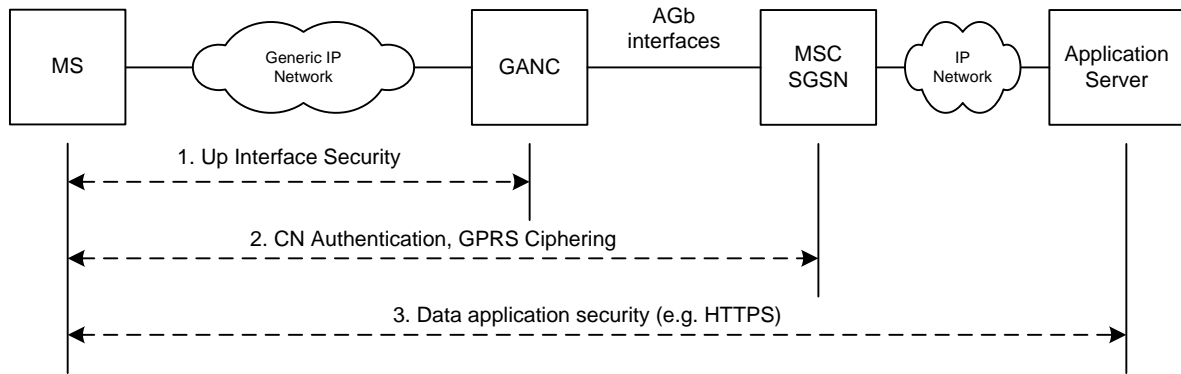 AGb
interfaces
MS
Generic IP
Network
GANC
MSC
SGSN
IP
Network
Application
Server
1. Up Interface Security
2. CN Authentication, GPRS Ciphering
3. Data application security (e.g. HTTPS)